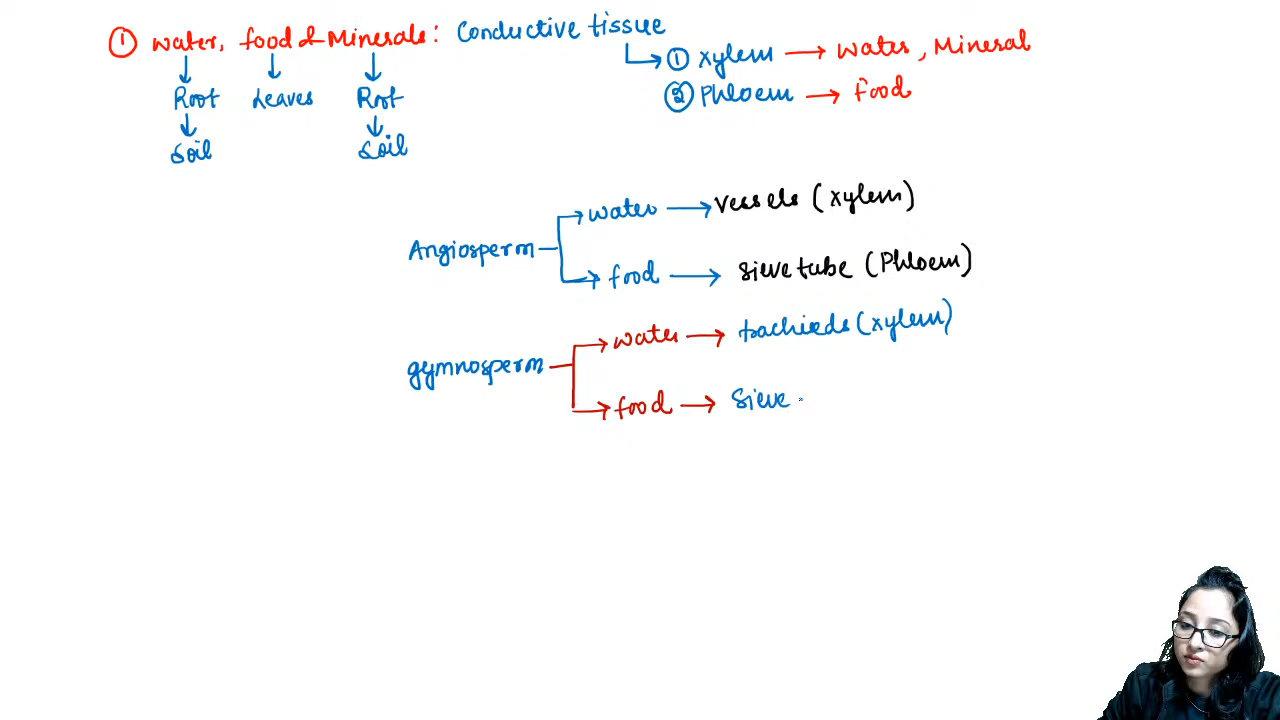 ① water, food & Minerals: Conductive tissue
↓ ↓ ↓
Root Leaves Root
↓ ↓
Soil Soil
→ ① Xylem → Water, Mineral
② Phloem → Food
Angiosperm
→ water → Vessels (Xylem)
→ food → Sieve tube (Phloem)
gymnosperm
→ water → trachieds (Xylem)
→ food → Sieve